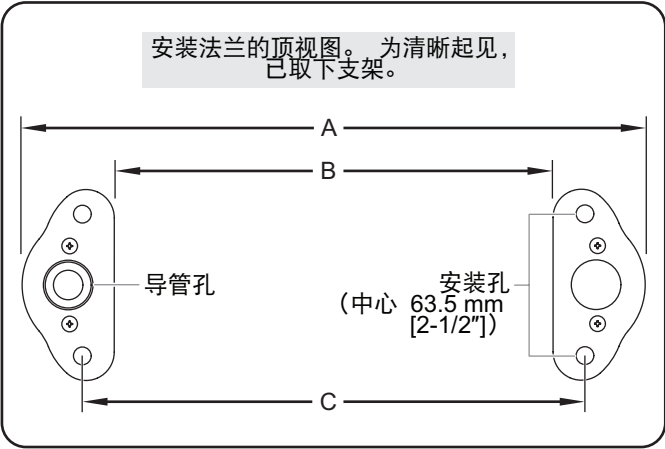 安装法兰的顶视图。 为清晰起见，
已取下支架。
A
B
导管孔
安装孔
（中心 63.5 mm
[2-1/2"]）
C